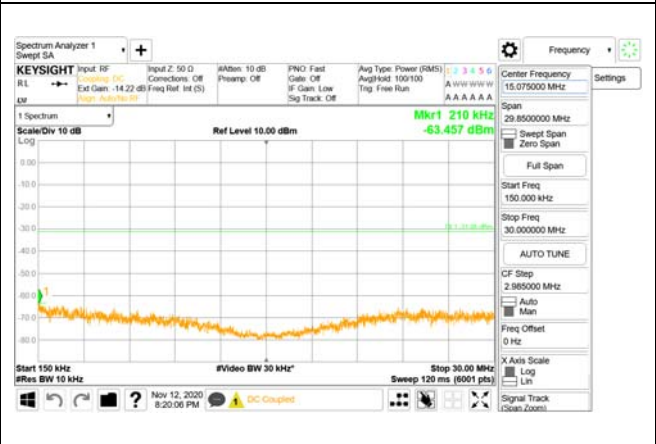 Spectrum Analyzer 1
Swept SA
+
Frequency
Settings
KEYSIGHT
RL
Input: RF
Coupling: DC
Ext Gain: -14.22 dB
Align: Auto/No RF
Input Z: 50 Ω
Corrections: Off
Freq Ref: Int (S)
#Atten: 10 dB
Preamp: Off
PNO: Fast
Gate: Off
IF Gain: Low
Sig Track: Off
Avg Type: Power (RMS)
Avg|Hold: 100/100
Trig: Free Run
1 2 3 4 5 6
A W W W W W
A A A A A A
1 Spectrum
Scale/Div 10 dB
Log
Ref Level 10.00 dBm
Mkr1 210 kHz
-63.457 dBm
0.00
-10.0
-20.0
-30.0
-40.0
-50.0
-60.0
-70.0
-80.0
1
Start 150 kHz
#Res BW 10 kHz
#Video BW 30 kHz*
Stop 30.00 MHz
Sweep 120 ms (6001 pts)
Nov 12, 2020
8:20:06 PM
?
1
DC Coupled
Center Frequency
15.075000 MHz
Span
29.8500000 MHz
Swept Span
Zero Span
Full Span
Start Freq
150.000 kHz
Stop Freq
30.000000 MHz
AUTO TUNE
CF Step
2.985000 MHz
Auto
Man
Freq Offset
0 Hz
X Axis Scale
Log
Lin
Signal Track
(Span Zoom)